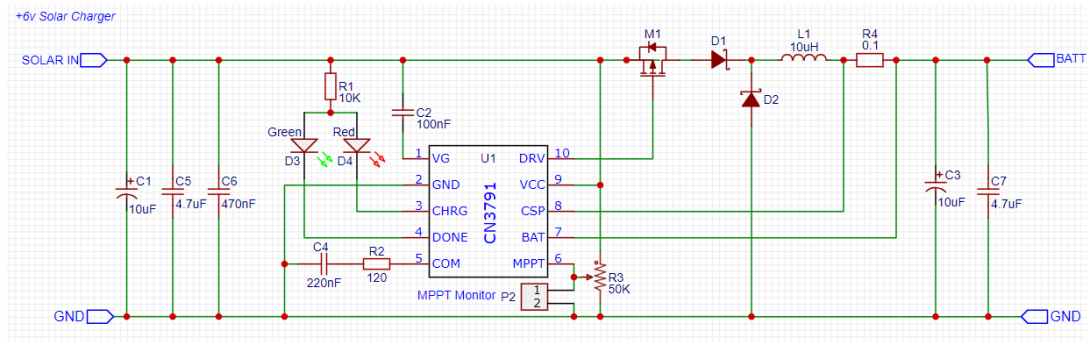 +6v Solar Charger
SOLAR IN
BATT
M1
D1
L1
10uH
R4
0.1
R1
10K
C2
100nF
D2
Green
Red
D3
D4
U1
CN3791
1
VG
2
GND
3
CHRG
4
DONE
5
COM
DRV
10
VCC
9
CSP
8
BAT
7
MPPT
6
C1
10uF
C5
4.7uF
C6
470nF
C3
10uF
C7
4.7uF
C4
220nF
R2
120
R3
50K
MPPT Monitor
P2
1
2
GND
GND